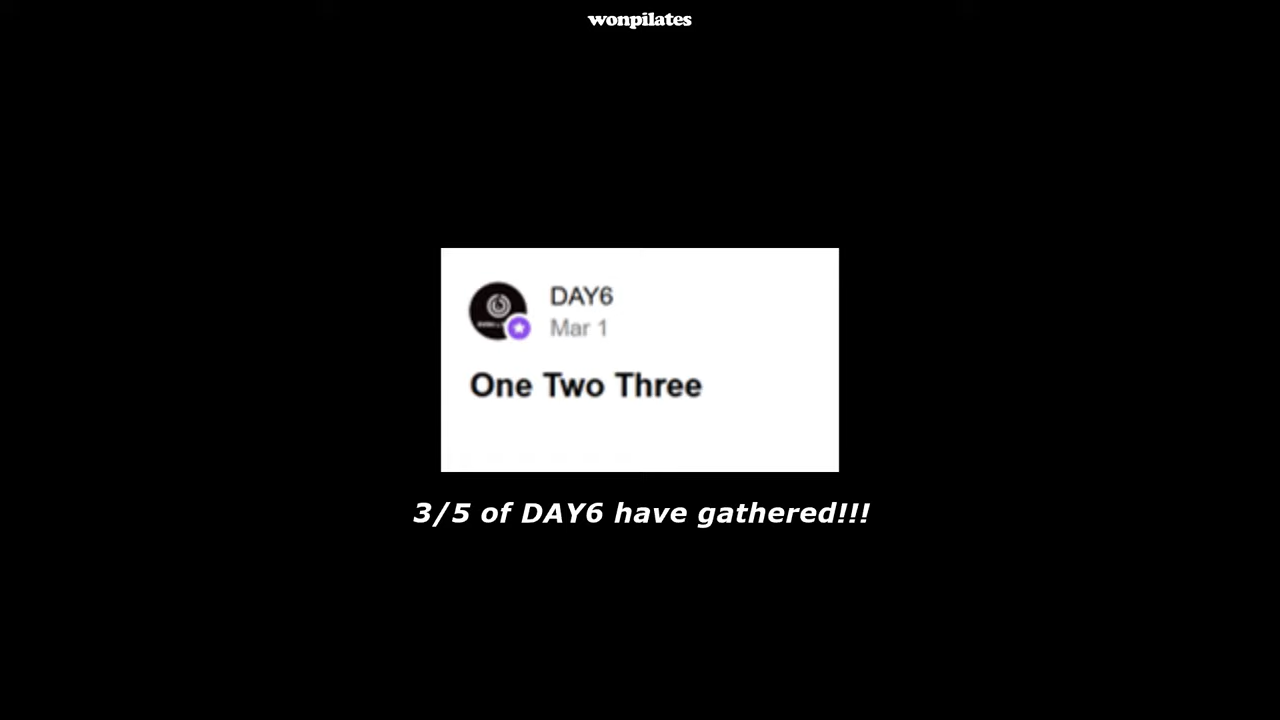 wonpilates
DAY6
Mar 1
One Two Three
3/5 of DAY6 have gathered!!!